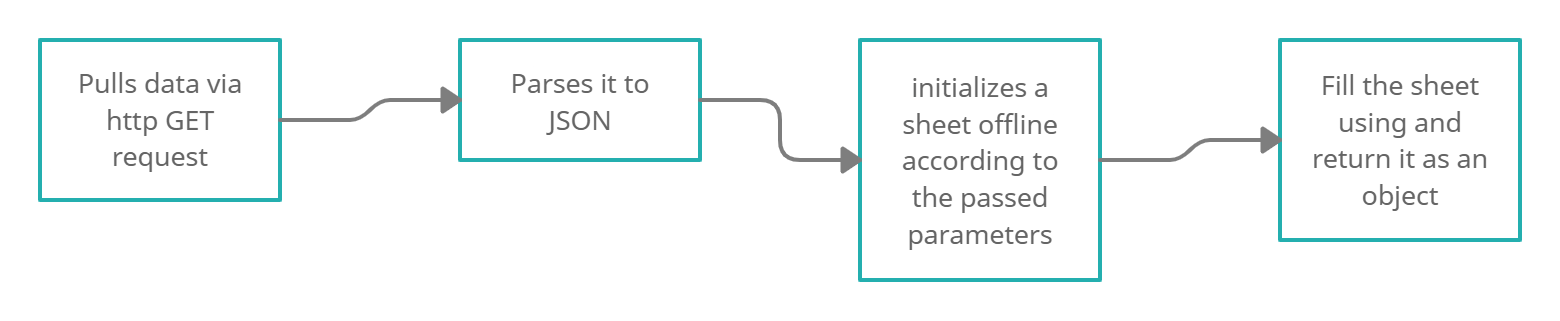 Pulls data via
http GET
request
Parses it to
JSON
initializes a
sheet offline
according to
the passed
parameters
Fill the sheet
using and
return it as an
object